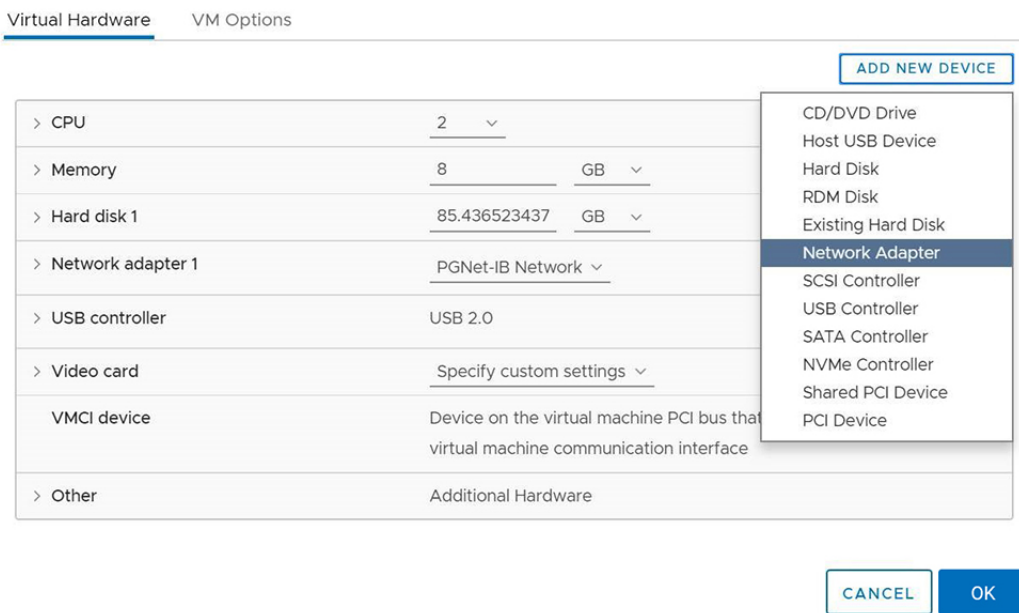 Virtual Hardware VM Options
ADD NEW DEVICE
CPU 2
Memory 8 GB
Hard disk 1 85.436523437 GB
Network adapter 1 PGNet-IB Network
USB controller USB 2.0
Video card Specify custom settings
VMCI device Device on the virtual machine PCI bus that
virtual machine communication interface
Other Additional Hardware
CD/DVD Drive
Host USB Device
Hard Disk
RDM Disk
Existing Hard Disk
Network Adapter
SCSI Controller
USB Controller
SATA Controller
NVMe Controller
Shared PCI Device
PCI Device
CANCEL OK